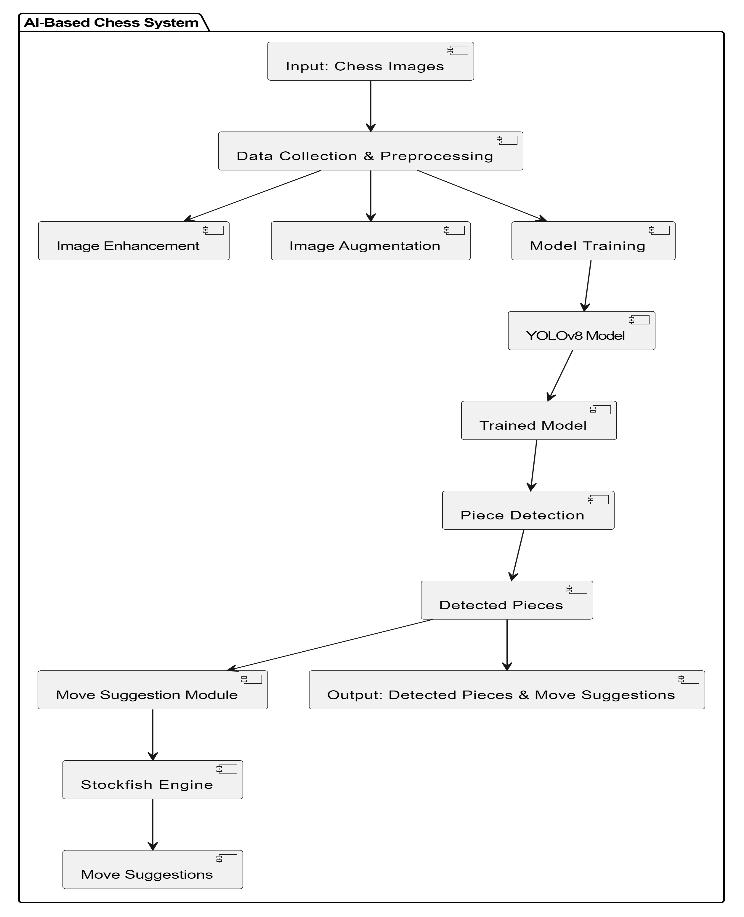 AI-Based Chess System
Input: Chess Images
Data Collection & Preprocessing
Image Enhancement
Image Augmentation
Model Training
YOLOv8 Model
Trained Model
Piece Detection
Detected Pieces
Move Suggestion Module
Output: Detected Pieces & Move Suggestions
Stockfish Engine
Move Suggestions